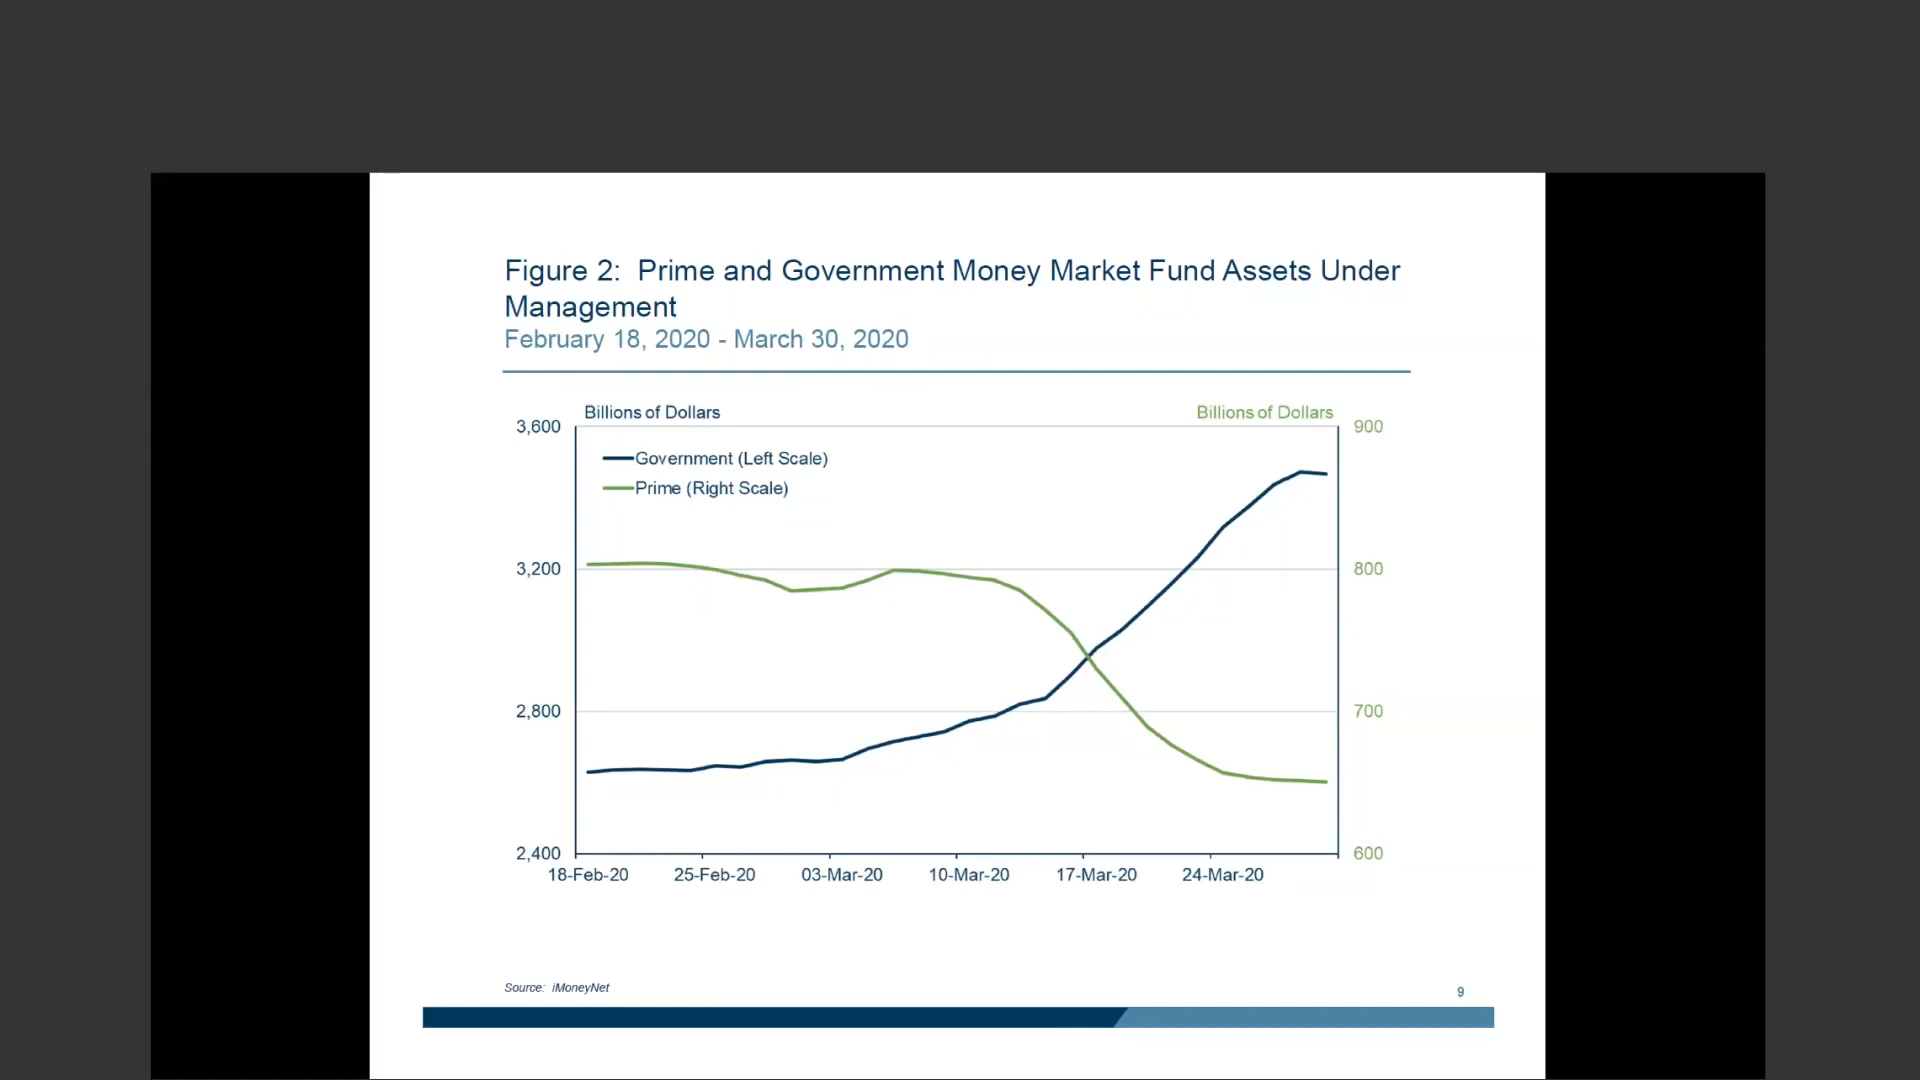 Figure 2: Prime and Government Money Market Fund Assets Under
Management
February 18, 2020 - March 30, 2020
Billions of Dollars
Billions of Dollars
3,600
900
Government (Left Scale)
Prime (Right Scale)
3,200
800
2,800
700
2,400
600
18-Feb-20
25-Feb-20
03-Mar-20
10-Mar-20
17-Mar-20
24-Mar-20
Source: iMoneyNet
9